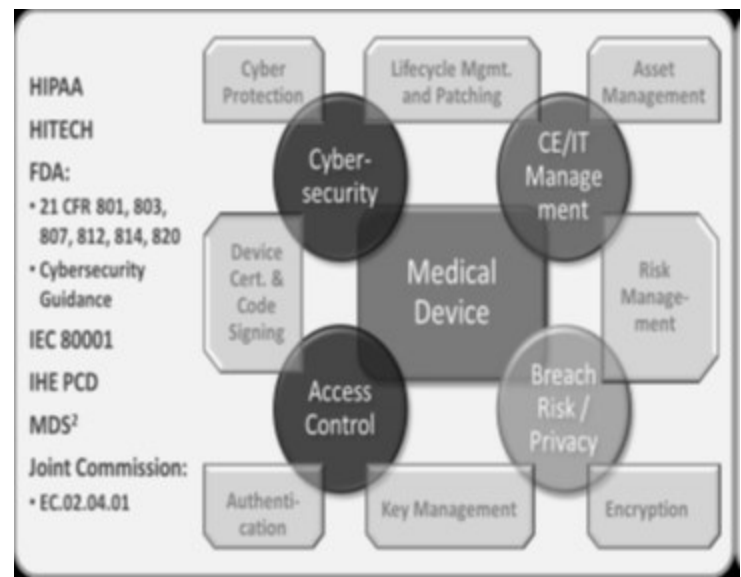 HIPAA
HITECH
FDA:
• 21 CFR 801, 803,
807, 812, 814, 820
• Cybersecurity
Guidance
IEC 80001
IHE PCD
MDS²
Joint Commission:
• EC.02.04.01
Cyber
Protection
Lifecycle Mgmt.
and Patching
Asset
Management
Cyber-
security
CE/IT
Manage
ment
Device
Cert. &
Code
Signing
Medical
Device
Risk
Manage-
ment
Access
Control
Breach
Risk /
Privacy
Authenti-
cation
Key Management
Encryption